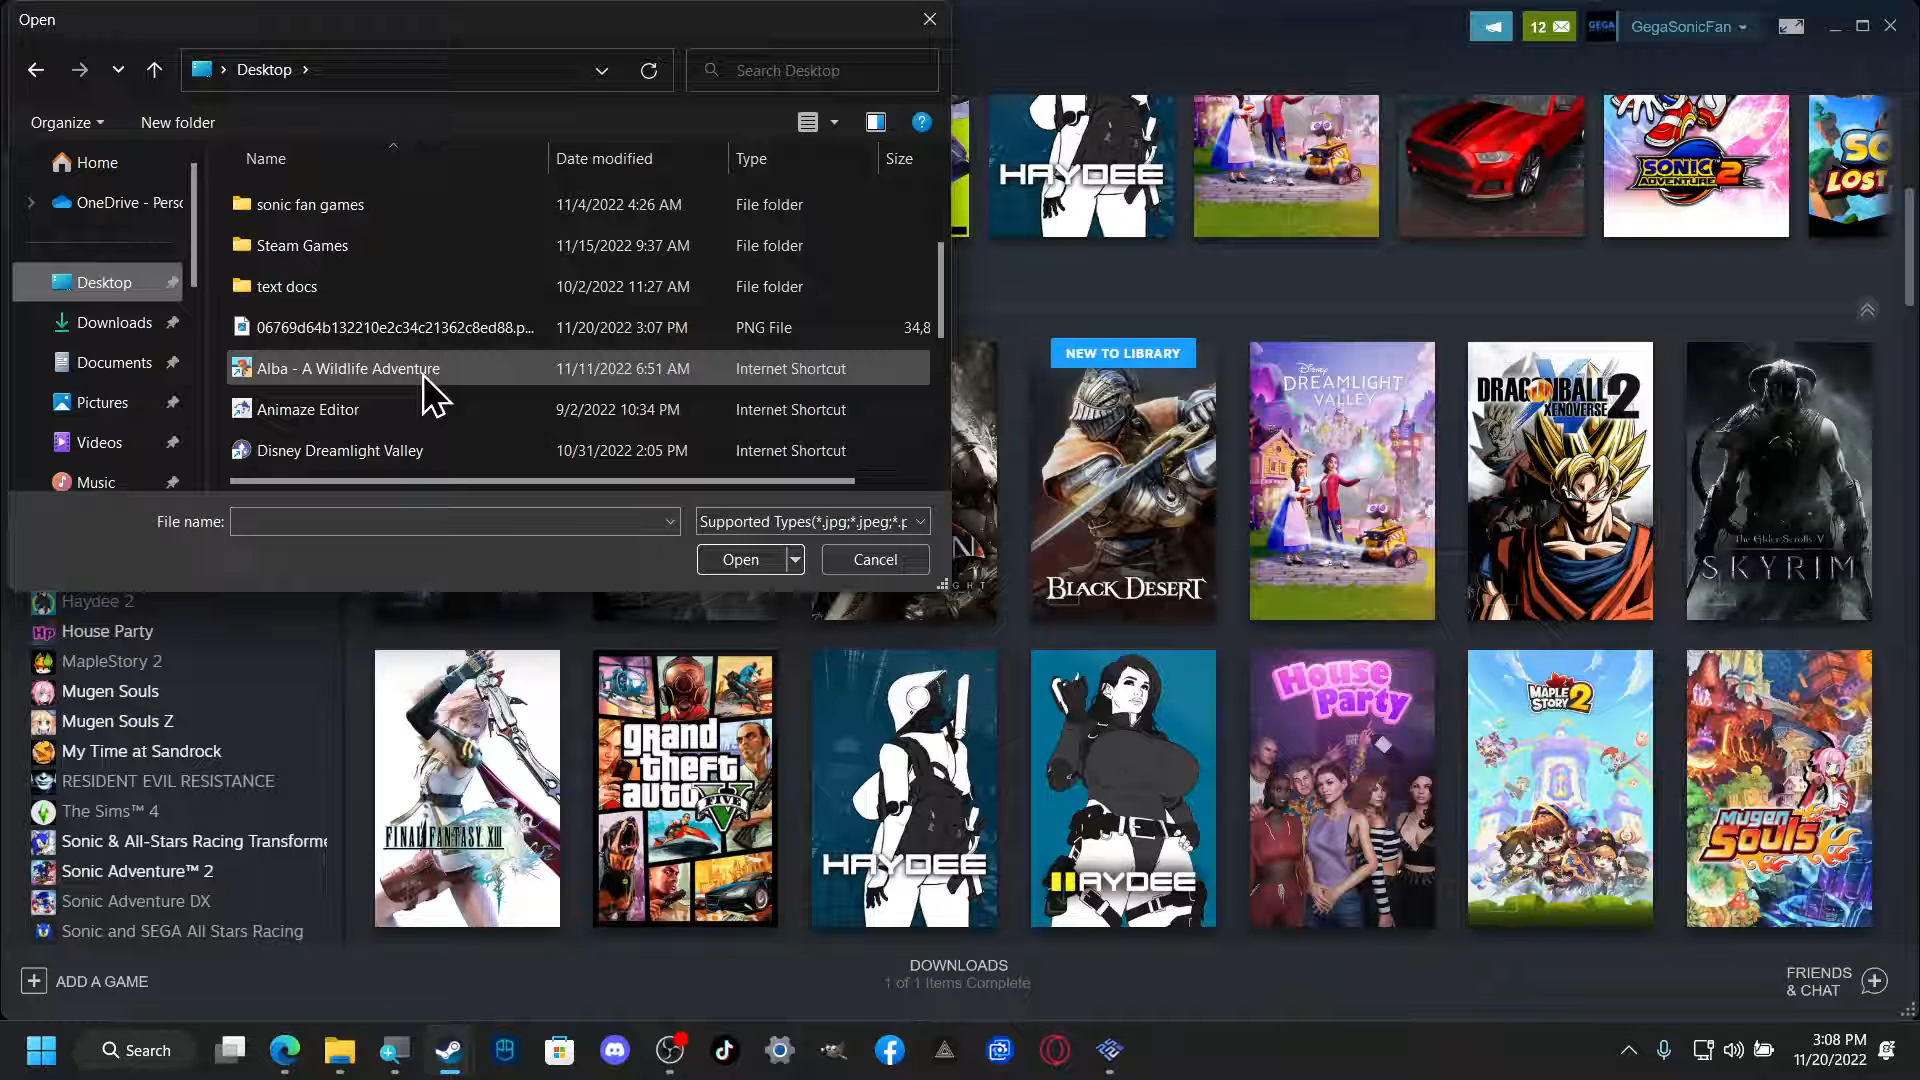 Open
Desktop
Search Desktop
Organize
New folder
Name
Date modified
Type
Size
Home
OneDrive - Perso
Desktop
Downloads
Documents
Pictures
Videos
Music
sonic fan games 11/4/2022 4:26 AM File folder
Steam Games 11/15/2022 9:37 AM File folder
text docs 10/2/2022 11:27 AM File folder
06769d64b132210e2c34c21362c8ed88.p... 11/20/2022 3:07 PM PNG File 34,8
Alba - A Wildlife Adventure 11/11/2022 6:51 AM Internet Shortcut
Animaze Editor 9/2/2022 10:34 PM Internet Shortcut
Disney Dreamlight Valley 10/31/2022 2:05 PM Internet Shortcut
File name:
Supported Types(*.jpg;*.jpeg;*.p
Open
Cancel
12
GEGA
GegaSonicFan
HAYDEE
SONIC
ADVENTURE 2
SO
LOST
NEW TO LIBRARY
BLACK DESERT
Disney
DREAMLIGHT
VALLEY
DRAGONBALL
XENOVERSE 2
The Elder Scrolls V
SKYRIM
Haydee 2
House Party
MapleStory 2
Mugen Souls
Mugen Souls Z
My Time at Sandrock
RESIDENT EVIL RESISTANCE
The Sims™ 4
Sonic & All-Stars Racing Transforme
Sonic Adventure™ 2
Sonic Adventure DX
Sonic and SEGA All Stars Racing
FINAL FANTASY XIII
grand
theft
auto
FIVE
HAYDEE
HAYDEE
House
Party
MAPLE
STORY 2
Mugen
Souls
ADD A GAME
DOWNLOADS
1 of 1 Items Complete
FRIENDS
& CHAT
Search
3:08 PM
11/20/2022